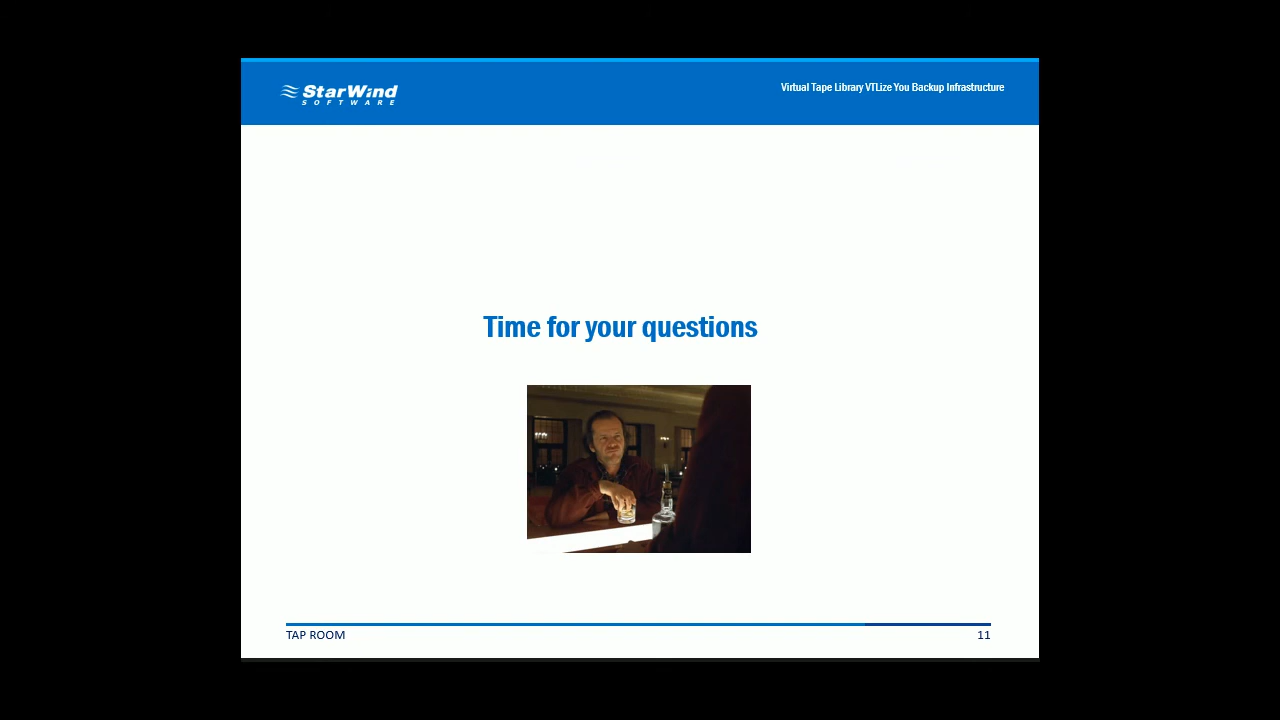 StarWind
SOFTWARE
Virtual Tape Library VTLize You Backup Infrastructure
Time for your questions
TAP ROOM
11